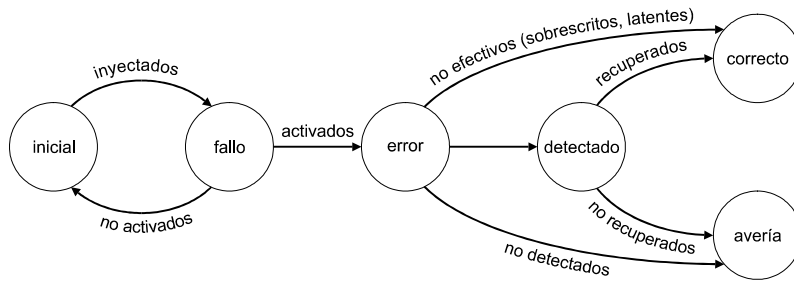 no efectivos (sobrescritos, latentes)
inyectados
recuperados
correcto
activados
inicial
fallo
error
detectado
no activados
no recuperados
avería
no detectados